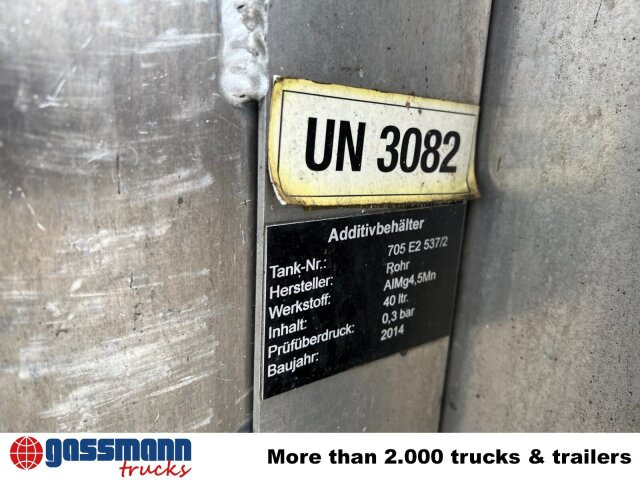 UN 3082
Additivbehälter
Tank-Nr.: 705 E2 537/2
Hersteller: Rohr
Werkstoff: AlMg4,5Mn
Inhalt: 40 ltr.
Prüfüberdruck: 0,3 bar
Baujahr: 2014
gassmann
trucks
More than 2.000 trucks & trailers